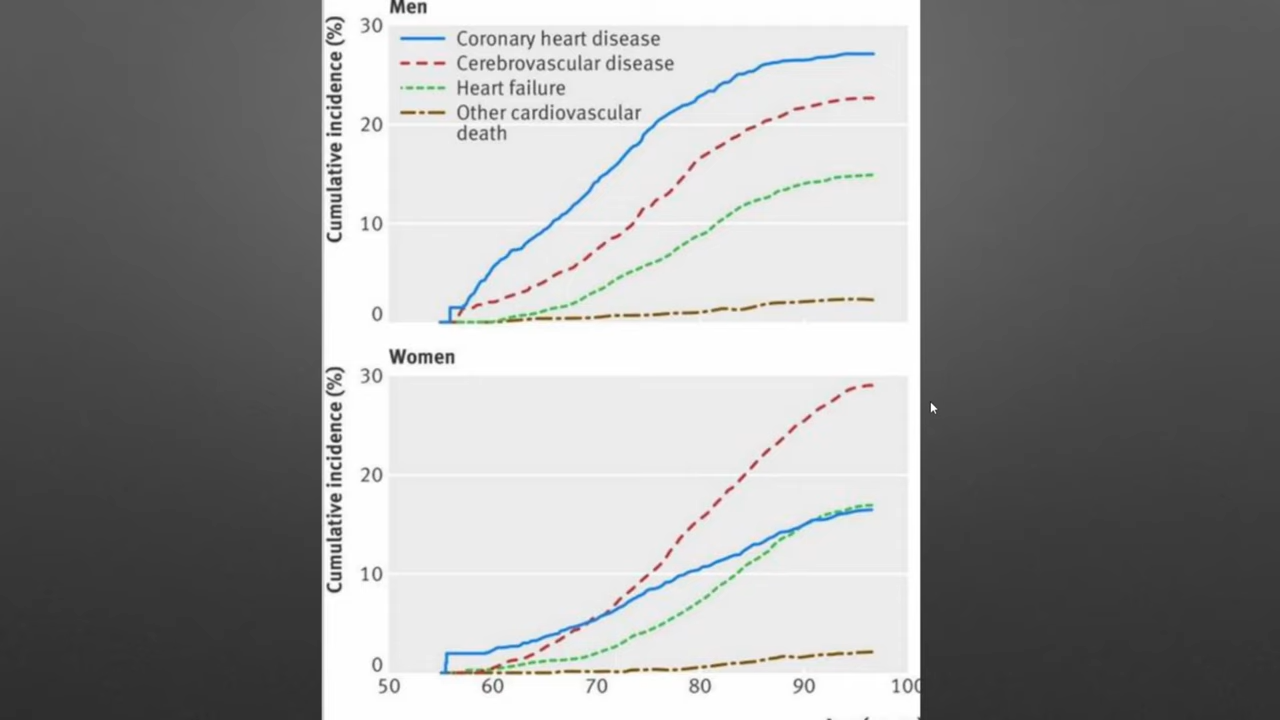 Men
Cumulative incidence (%)
30
20
10
0
Coronary heart disease
Cerebrovascular disease
Heart failure
Other cardiovascular
death
Women
Cumulative incidence (%)
30
20
10
0
50 60 70 80 90 100